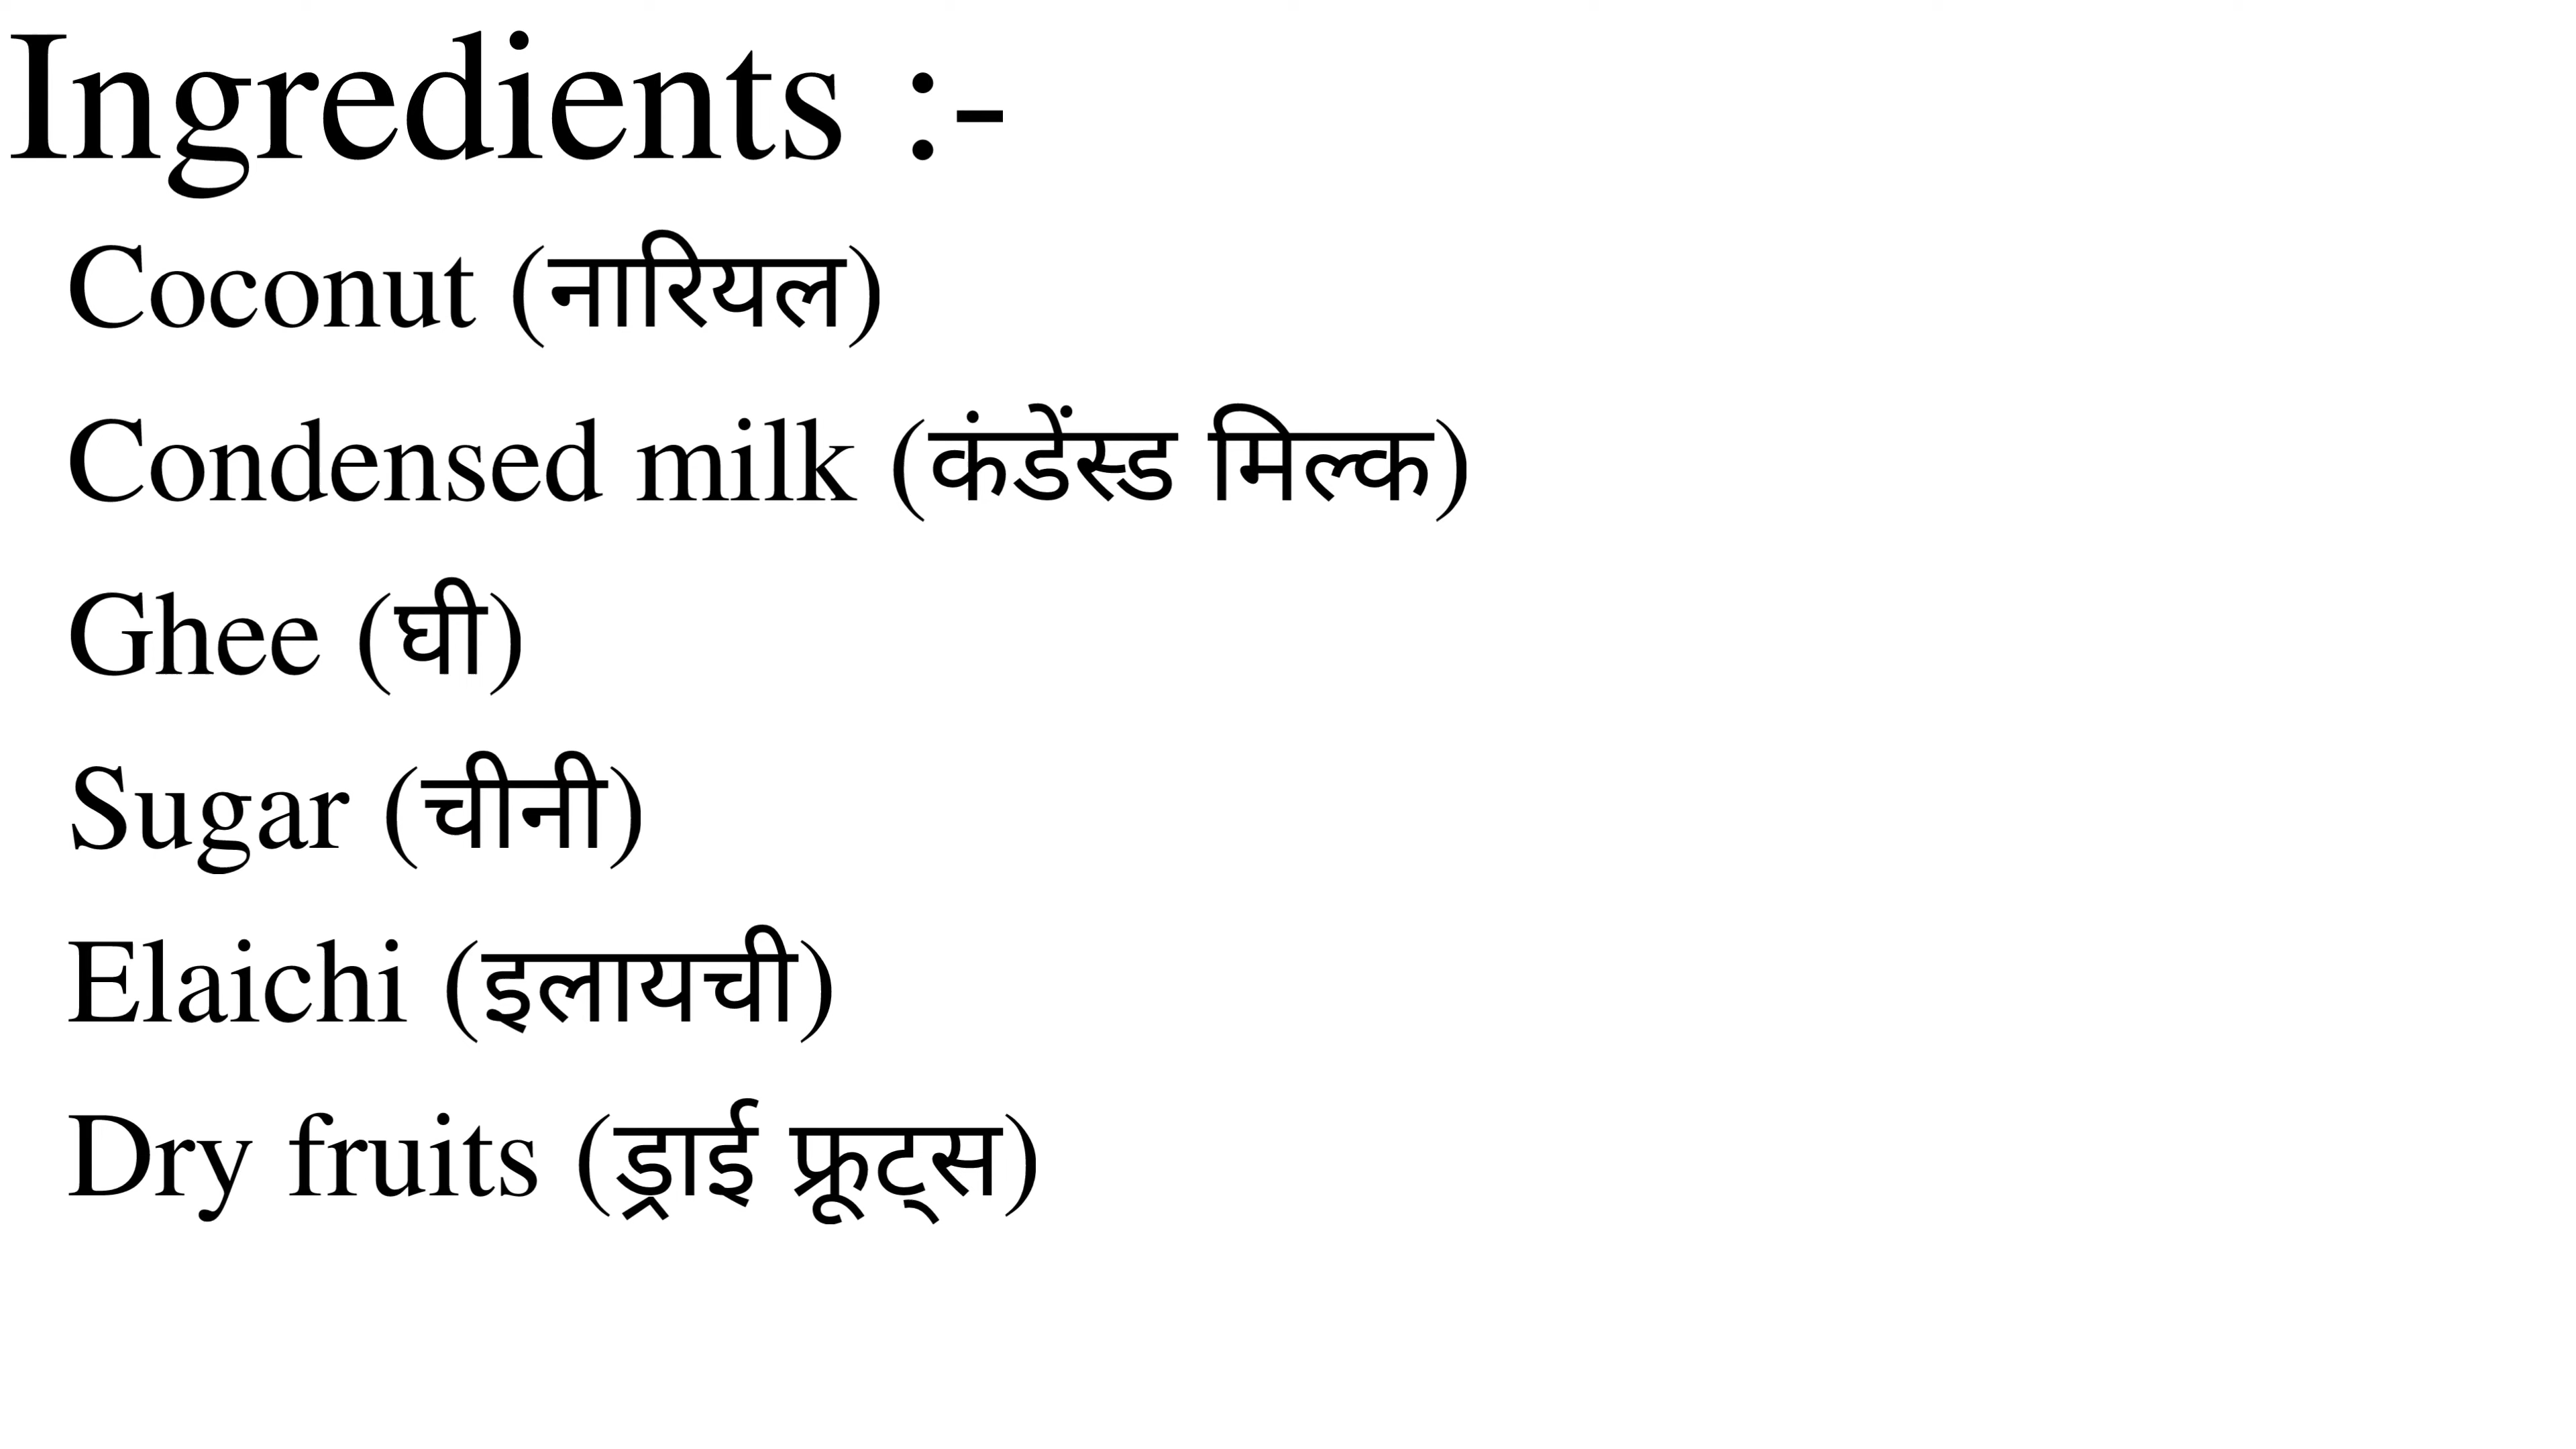 Ingredients :-
Coconut (नारियल)
Condensed milk (कंडेंस्ड मिल्क)
Ghee (घी)
Sugar (चीनी)
Elaichi (इलायची)
Dry fruits (ड्राई फ्रूट्स)